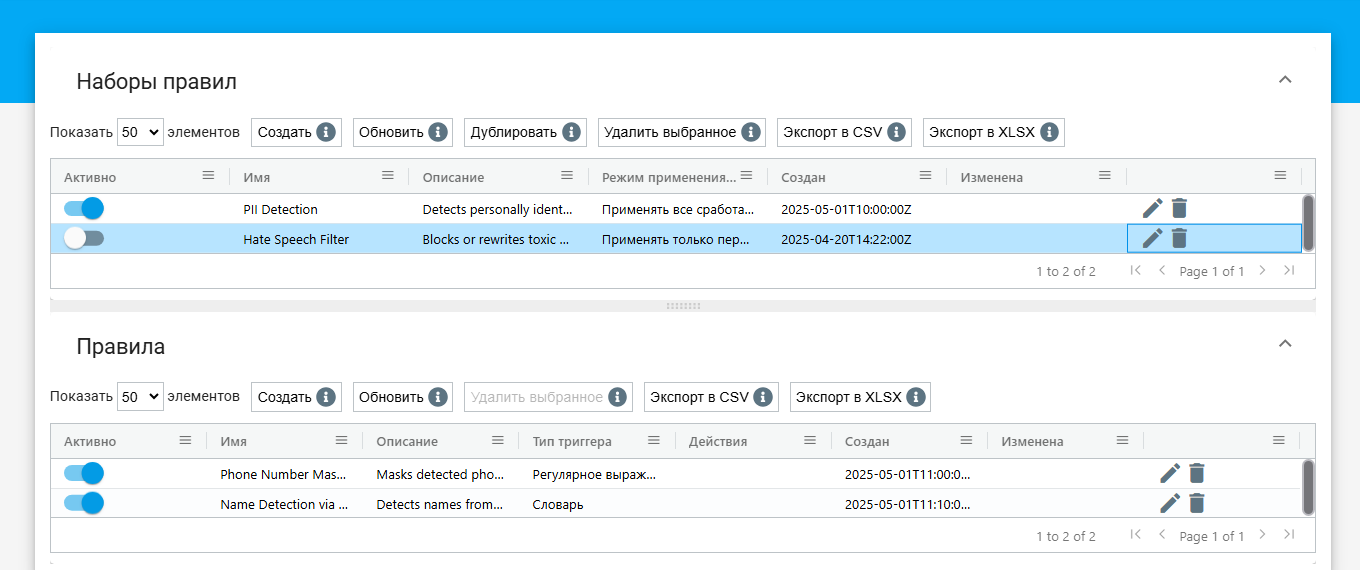 Наборы правил
Показать 50 элементов Создать Обновить Дублировать Удалить выбранное Экспорт в CSV Экспорт в XLSX
Активно Имя Описание Режим применения... Создан Изменена
PII Detection Detects personally ident... Применять все сработа... 2025-05-01T10:00:00Z
Hate Speech Filter Blocks or rewrites toxic ... Применять только пер... 2025-04-20T14:22:00Z
1 to 2 of 2 Page 1 of 1
Правила
Показать 50 элементов Создать Обновить Удалить выбранное Экспорт в CSV Экспорт в XLSX
Активно Имя Описание Тип триггера Действия Создан Изменена
Phone Number Mas... Masks detected pho... Регулярное выраж... 2025-05-01T11:00:0...
Name Detection via ... Detects names from... Словарь 2025-05-01T11:10:0...
1 to 2 of 2 Page 1 of 1